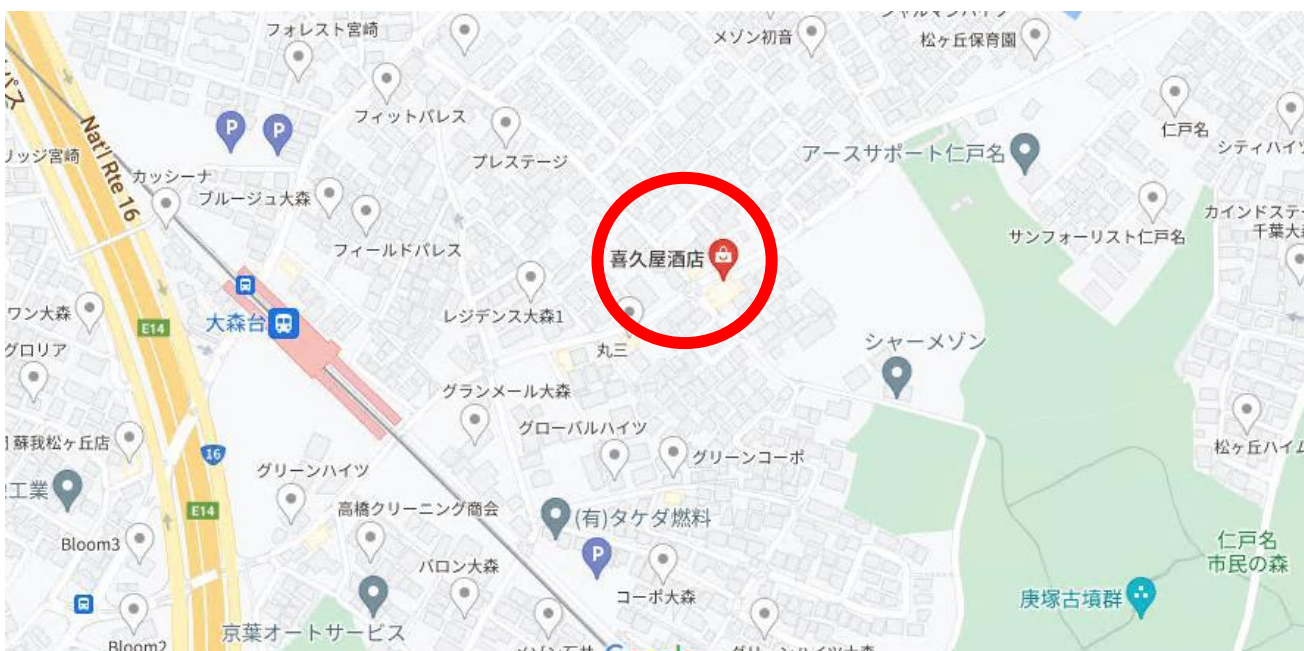 フォレスト宮崎
メゾン初音
松ヶ丘保育園
フィットパレス
Nat'l Rte 16
リッジ宮崎
カッシーナ
プレステージ
アースサポート仁戸名
仁戸名
シティハイツ
ブルージュ大森
フィールドパレス
喜久屋酒店
サンフォーリスト仁戸名
カインドステー
千葉大森
ワン大森
E14
大森台
レジデンス大森1
丸三
シャーメゾン
グロリア
グランメール大森
グローバルハイツ
グリーンコーポ
松ヶ丘ハイム
蘇我松ヶ丘店
16
グリーンハイツ
工業
E14
高橋クリーニング商会
(有)タケダ燃料
Bloom3
バロン大森
コーポ大森
仁戸名
市民の森
庚塚古墳群
京葉オートサービス
Bloom2